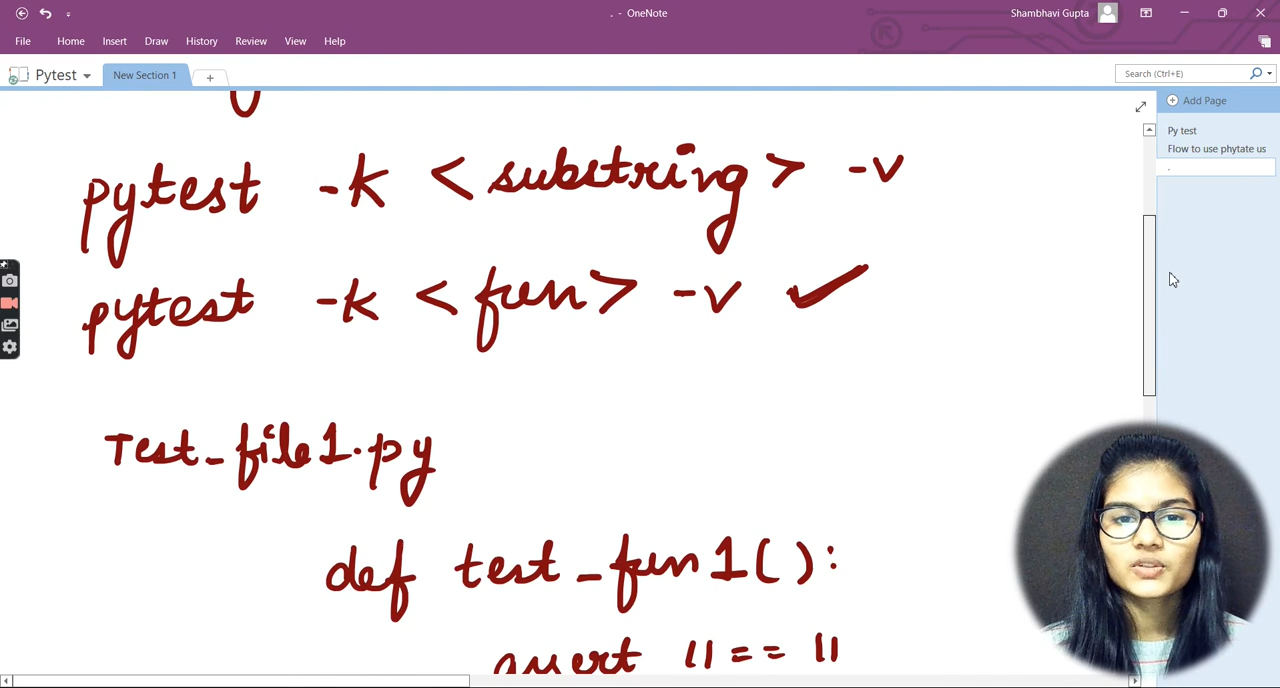 . - OneNote
Shambhavi Gupta
File Home Insert Draw History Review View Help
Pytest New Section 1 +
Search (Ctrl+E)
Add Page
Py test
Flow to use phytate us
.
pytest -k <substring> -v
pytest -k <fun> -v ✓
Test_file1.py
def test_fun1():
assert 11 == 11